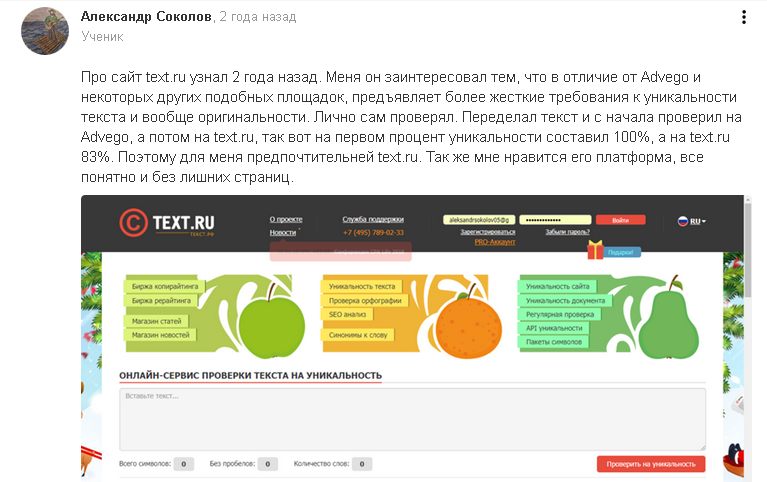 Александр Соколов, 2 года назад
Ученик
Про сайт text.ru узнал 2 года назад. Меня он заинтересовал тем, что в отличие от Advego и
некоторых других подобных площадок, предъявляет более жесткие требования к уникальности
текста и вообще оригинальности. Лично сам проверял. Переделал текст и с начала проверил на
Advego, а потом на text.ru, так вот на первом процент уникальности составил 100%, а на text.ru
83%. Поэтому для меня предпочтительней text.ru. Так же мне нравится его платформа, все
понятно и без лишних страниц.
TEXT.RU
ТЕКСТ.РФ
О проекте
Новости
Служба поддержки
+7 (495) 789-02-33
aleksandrsokolov05@g
Войти
Зарегистрироваться
Забыли пароль?
PRO-Аккаунт
RU
Подарки!
Биржа копирайтинга
Биржа рерайтинга
Магазин статей
Магазин новостей
Уникальность текста
Проверка орфографии
SEO анализ
Синонимы к слову
Уникальность сайта
Уникальность документа
Регулярная проверка
API уникальности
Пакеты символов
ОНЛАЙН-СЕРВИС ПРОВЕРКИ ТЕКСТА НА УНИКАЛЬНОСТЬ
Вставьте текст...
Всего символов: 0 Без пробелов: 0 Количество слов: 0 Проверить на уникальность